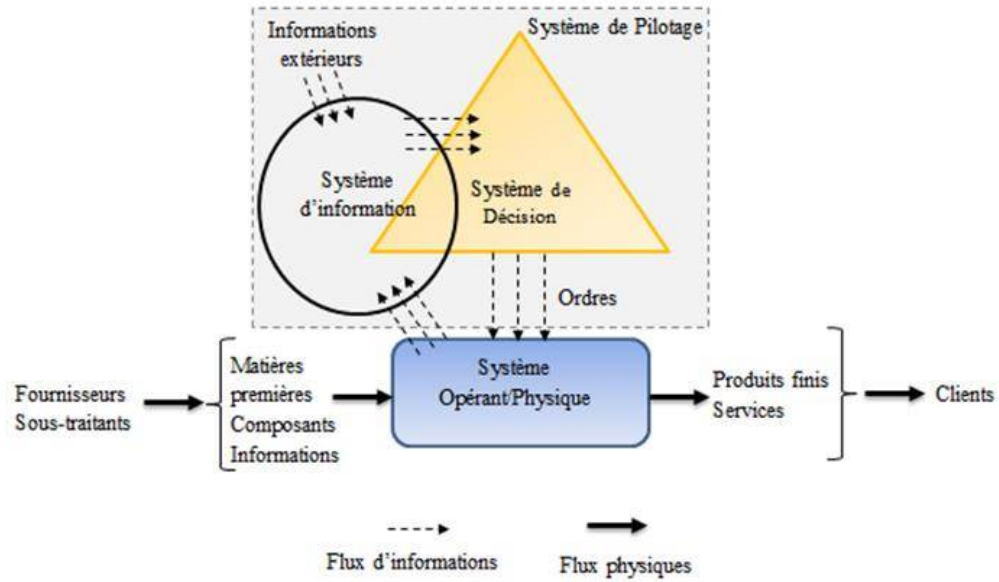 Système de Pilotage
Informations
extérieurs
Système
d'information
Système de
Décision
Ordres
Système
Opérant/Physique
Fournisseurs
Sous-traitants
Matières
premières
Composants
Informations
Produits finis
Services
Clients
Flux d'informations
Flux physiques